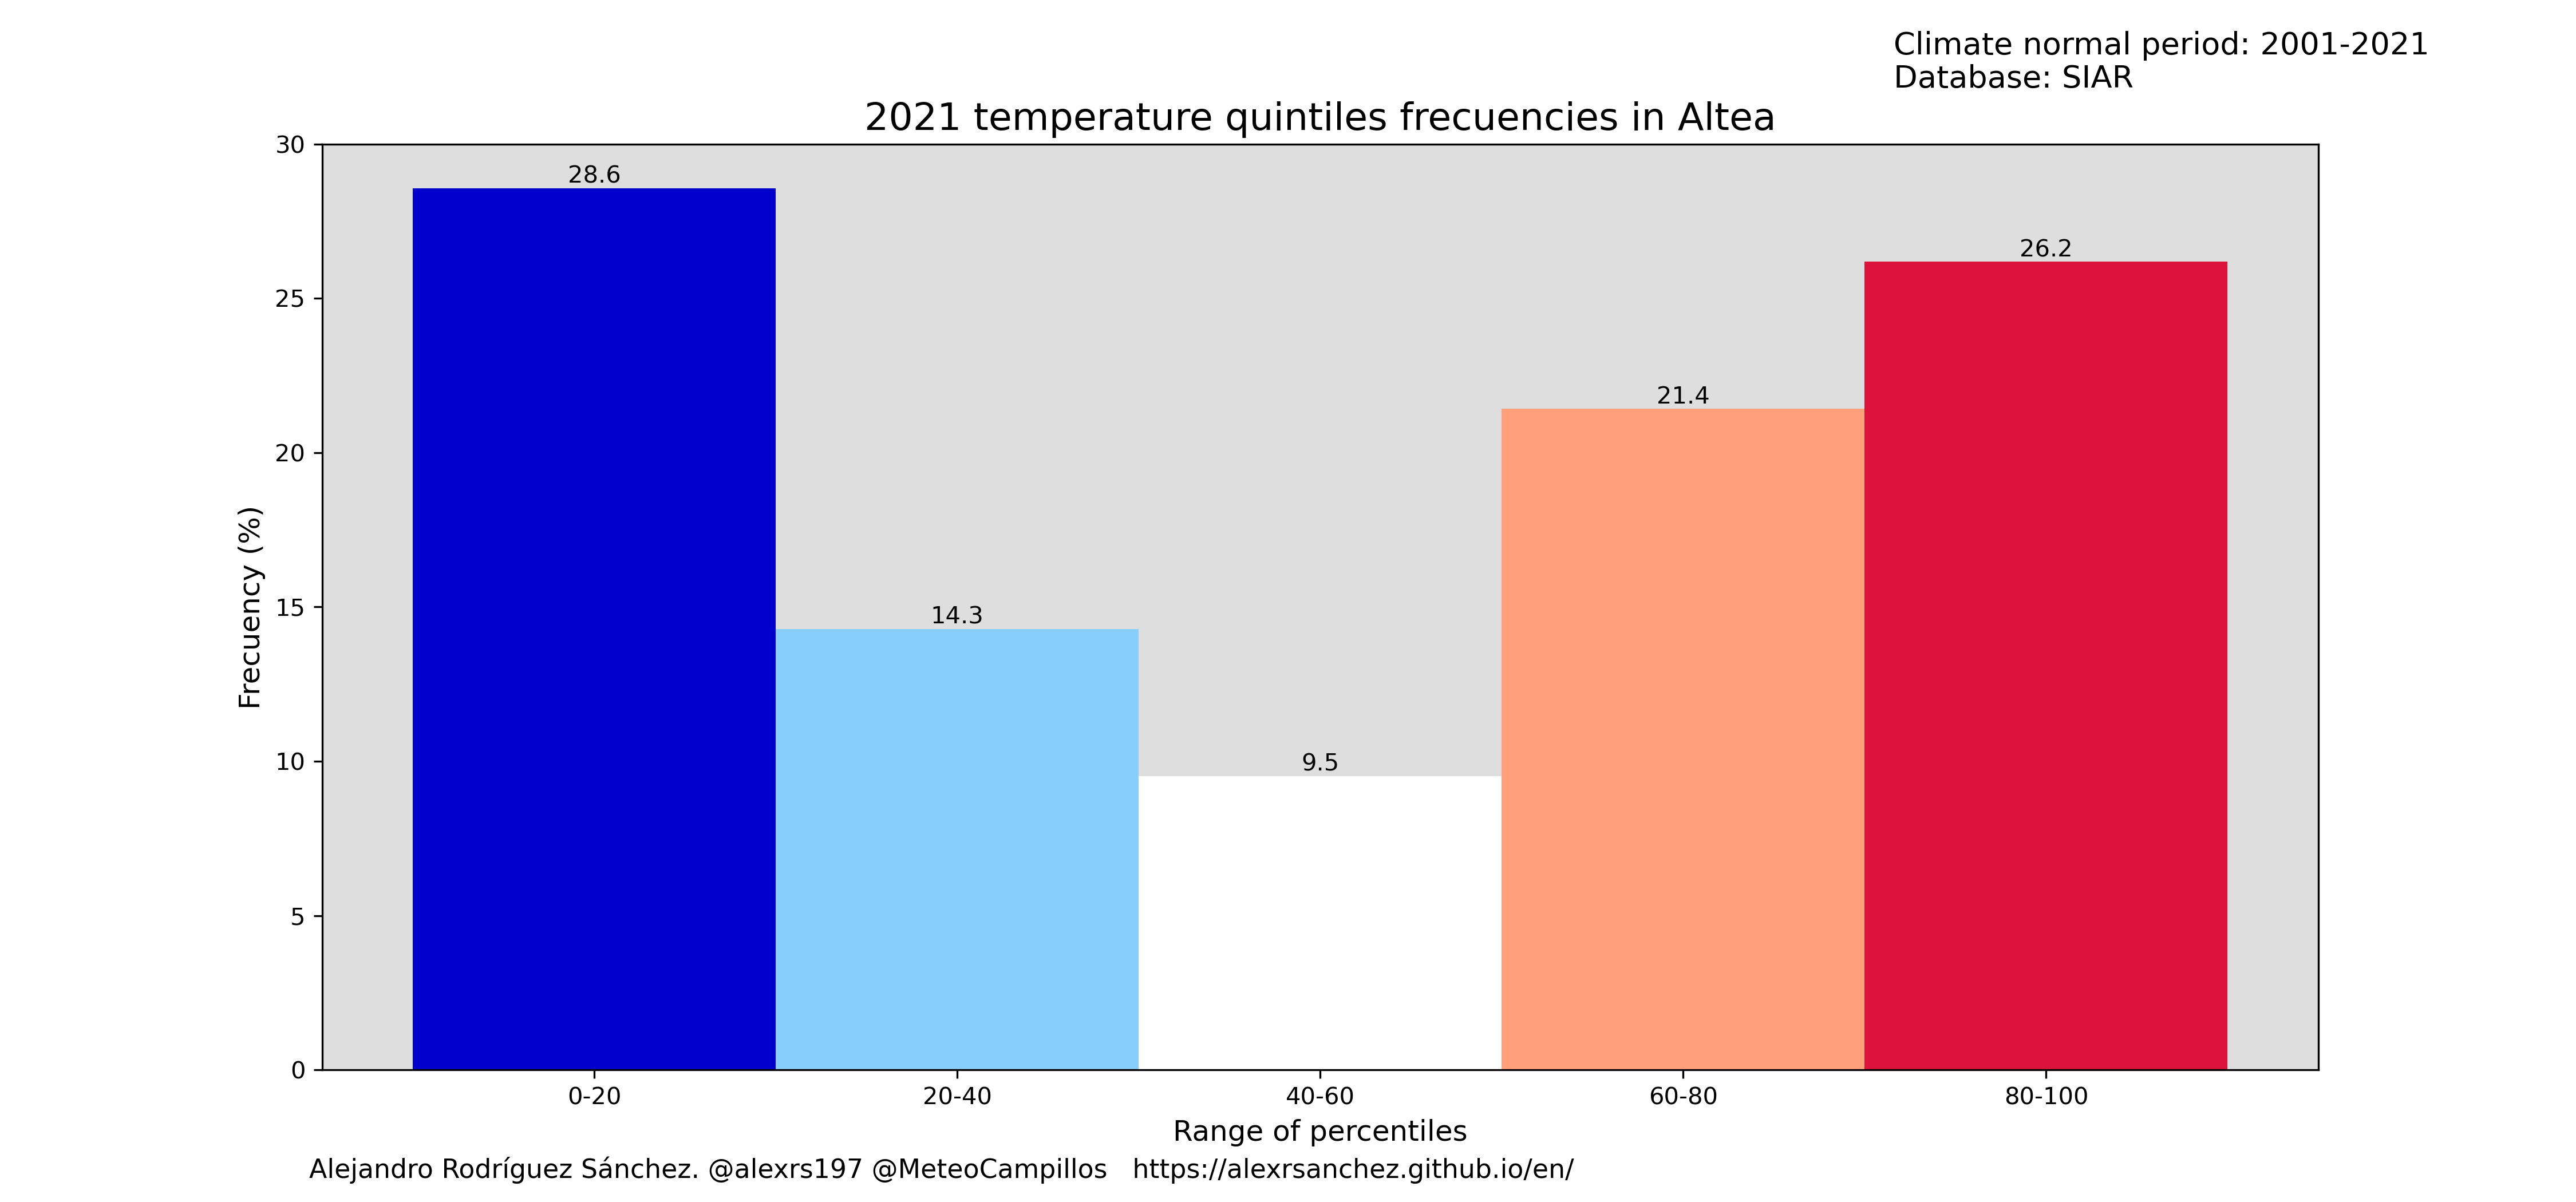 Climate normal period: 2001-2021
Database: SIAR
2021 temperature quintiles frecuencies in Altea
30
25
20
15
10
5
0
Frecuency (%)
28.6
14.3
9.5
21.4
26.2
0-20
20-40
40-60
60-80
80-100
Range of percentiles
Alejandro Rodríguez Sánchez. @alexrs197 @MeteoCampillos https://alexrsanchez.github.io/en/